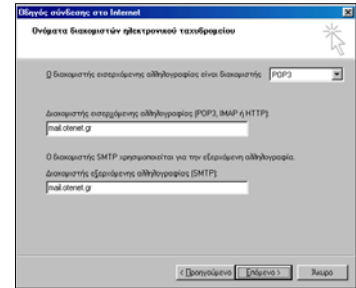 Οδηγός σύνδεσης στο Internet
Ονόματα διακομιστών ηλεκτρονικού ταχυδρομείου
Ο διακομιστής εισερχόμενης αλληλογραφίας είναι διακομιστής POP3
Διακομιστής εισερχόμενης αλληλογραφίας (POP3, IMAP ή HTTP):
mail.otenet.gr
Ο διακομιστής SMTP χρησιμοποιείται για την εξερχόμενη αλληλογραφία.
Διακομιστής εξερχόμενης αλληλογραφίας (SMTP):
mail.otenet.gr
< Προηγούμενο Επόμενο > Άκυρο